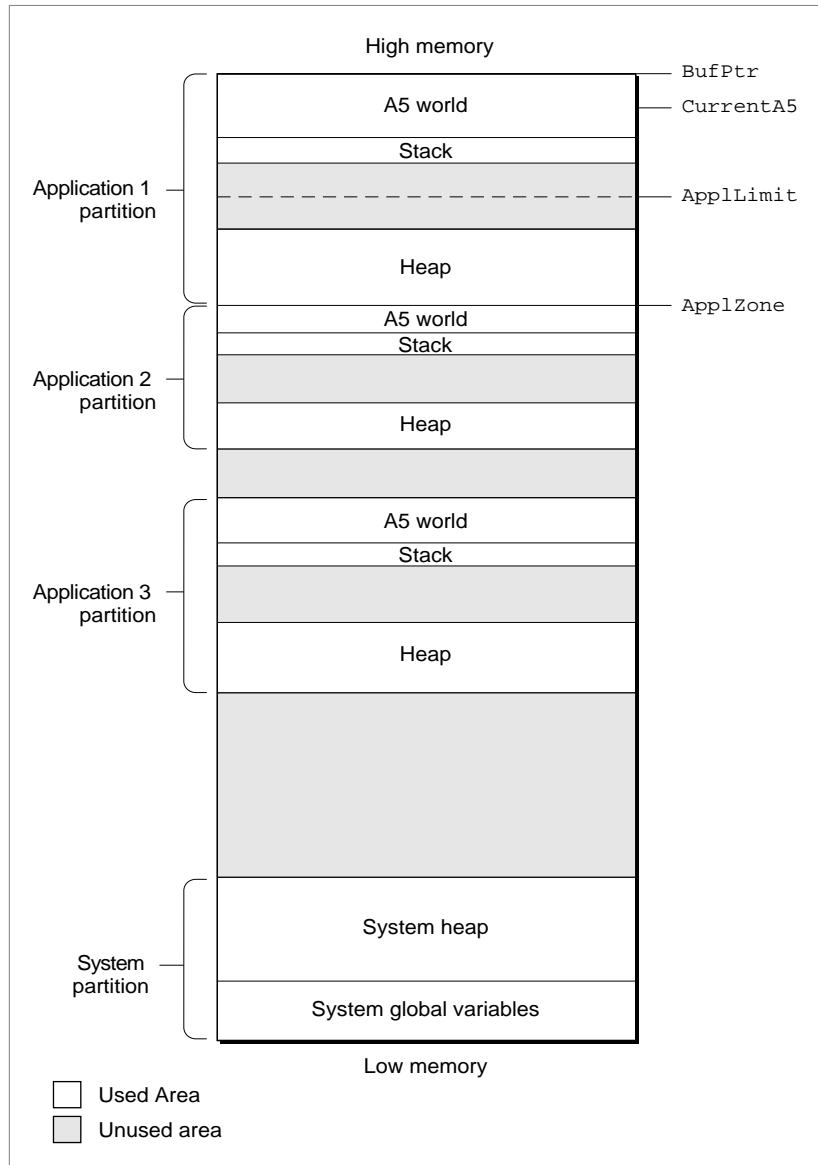 High memory
BufPtr
A5 world
CurrentA5
Stack
Application 1
partition
ApplLimit
Heap
ApplZone
A5 world
Stack
Application 2
partition
Heap
A5 world
Stack
Application 3
partition
Heap
System heap
System
partition
System global variables
Low memory
Used Area
Unused area